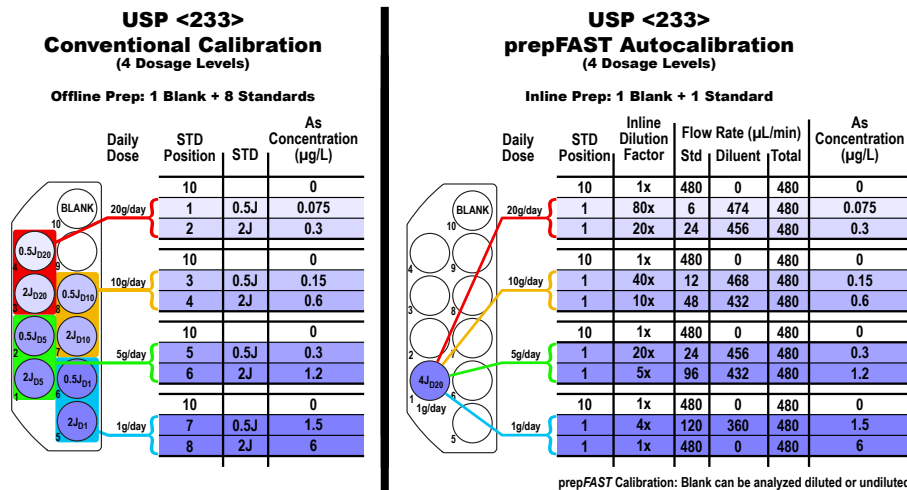 USP <233>
Conventional Calibration
(4 Dosage Levels)
Offline Prep: 1 Blank + 8 Standards
Daily Dose
STD Position | STD | As Concentration (µg/L)
10 0
20g/day 1 0.5J 0.075
2 2J 0.3
10 0
10g/day 3 0.5J 0.15
4 2J 0.6
10 0
5g/day 5 0.5J 0.3
6 2J 1.2
10 0
1g/day 7 0.5J 1.5
8 2J 6
BLANK
10
0.5JD20
4
9
2JD20
3
0.5JD10
8
0.5JD5
2
2JD10
7
2JD5
1
0.5JD1
6
2JD1
5
USP <233>
prepFAST Autocalibration
(4 Dosage Levels)
Inline Prep: 1 Blank + 1 Standard
Daily Dose
STD Position | Inline Dilution Factor | Flow Rate (µL/min) Std | Diluent | Total | As Concentration (µg/L)
10 1x 480 0 480 0
20g/day 1 80x 6 474 480 0.075
1 20x 24 456 480 0.3
10 1x 480 0 480 0
10g/day 1 40x 12 468 480 0.15
1 10x 48 432 480 0.6
10 1x 480 0 480 0
5g/day 1 20x 24 456 480 0.3
1 5x 96 432 480 1.2
10 1x 480 0 480 0
1g/day 1 4x 120 360 480 1.5
1 1x 480 0 480 6
BLANK
10
4
9
3
8
2
7
4JD20
1
1g/day
6
5
prepFAST Calibration: Blank can be analyzed diluted or undiluted